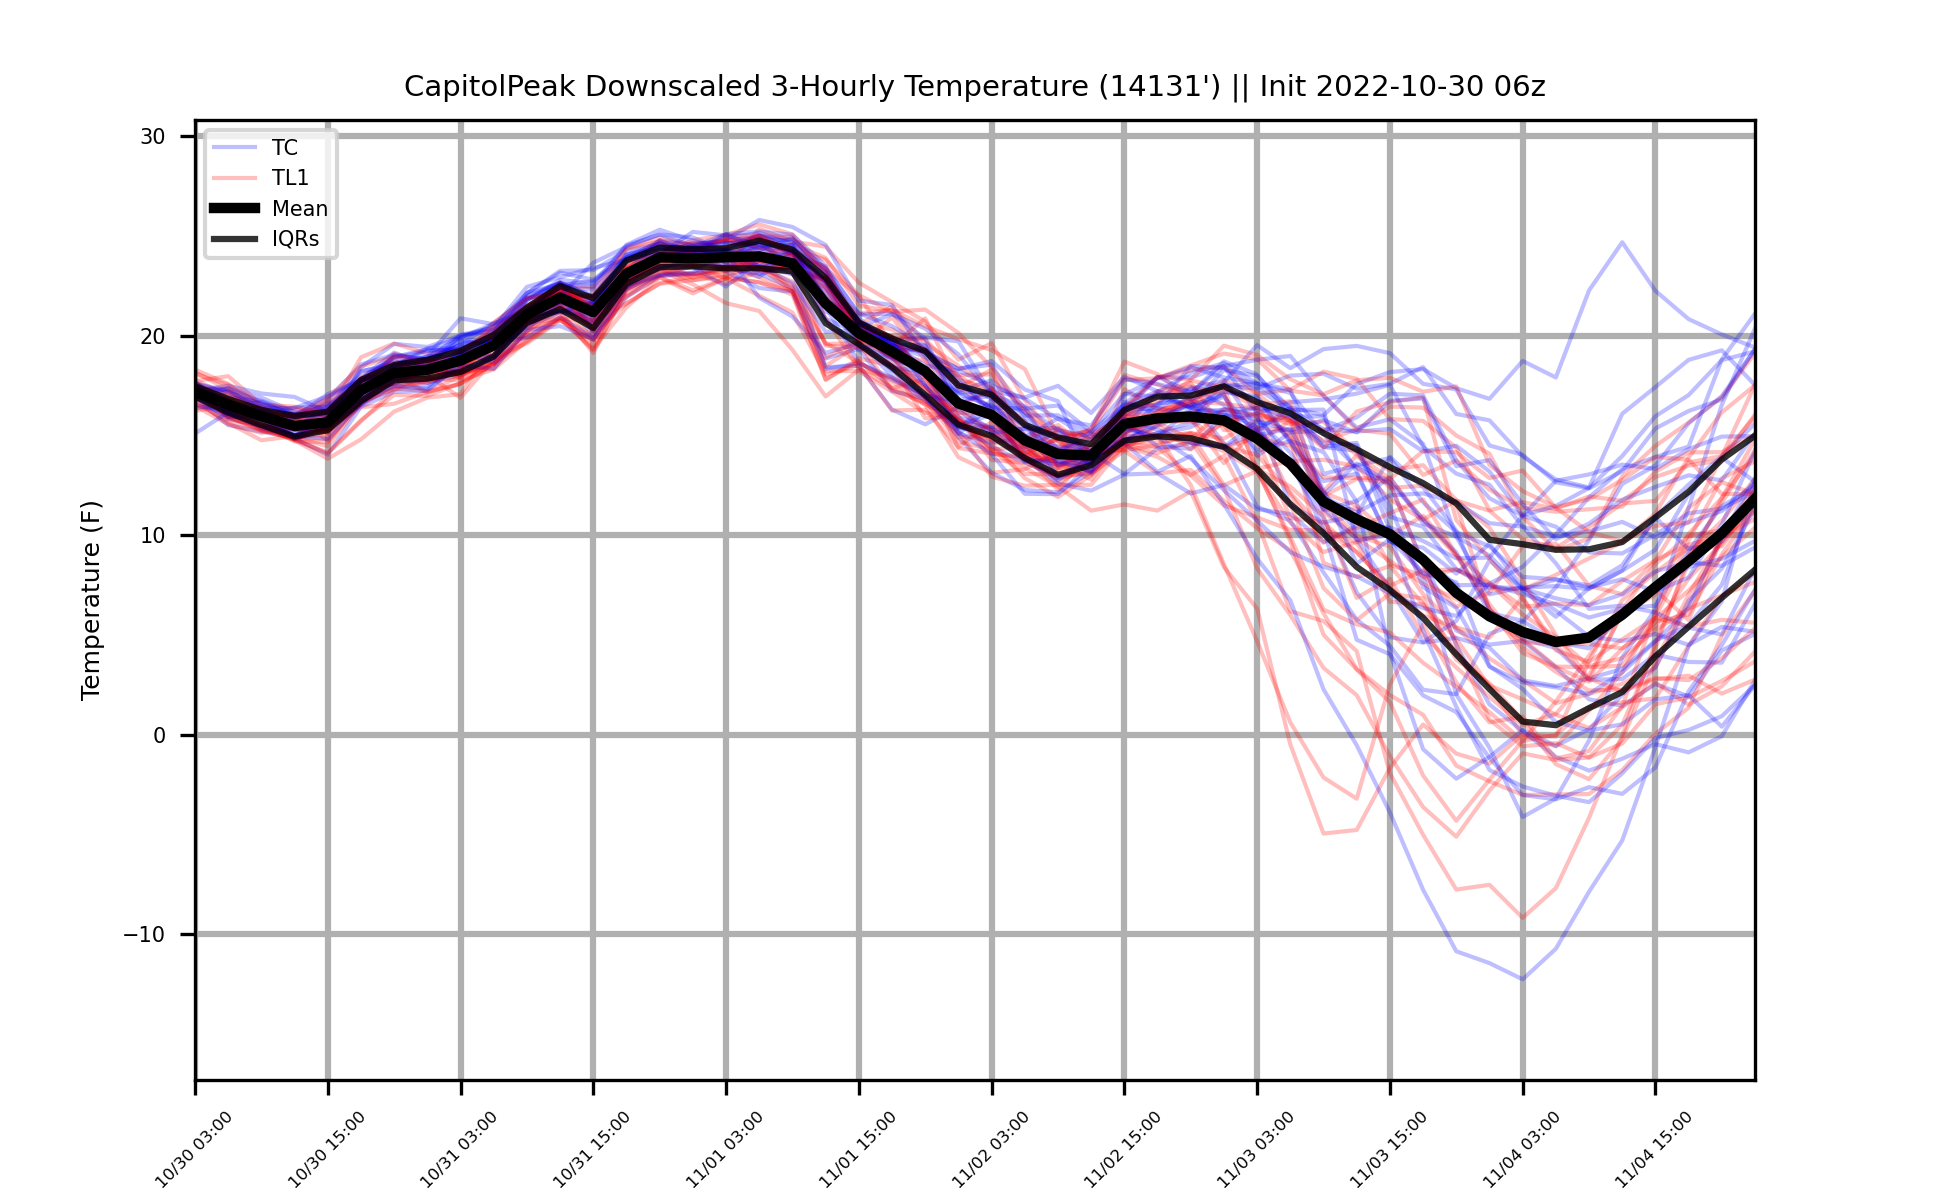 CapitolPeak Downscaled 3-Hourly Temperature (14131') || Init 2022-10-30 06z
TC
TL1
Mean
IQRs
Temperature (F)
30
20
10
0
−10
10/30 03:00
10/30 15:00
10/31 03:00
10/31 15:00
11/01 03:00
11/01 15:00
11/02 03:00
11/02 15:00
11/03 03:00
11/03 15:00
11/04 03:00
11/04 15:00